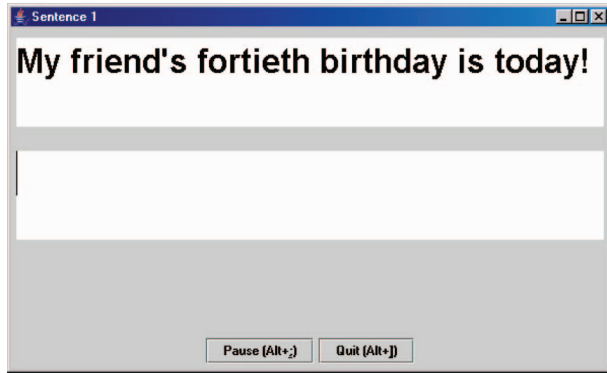 Sentence 1
My friend's fortieth birthday is today!
Pause (Alt+;) Quit (Alt+])